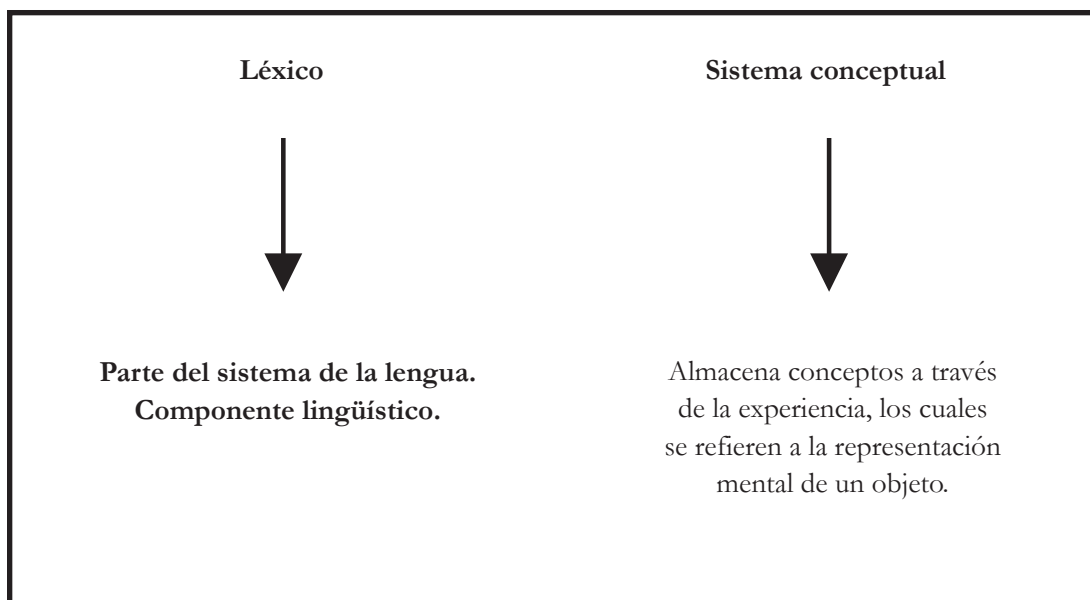 Léxico
Sistema conceptual
Parte del sistema de la lengua.
Componente lingüístico.
Almacena conceptos a través
de la experiencia, los cuales
se refieren a la representación
mental de un objeto.